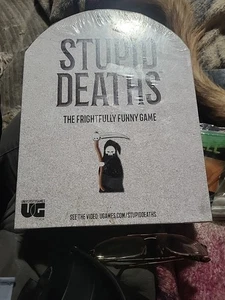 STUPID
DEATHS
THE FRIGHTFULLY FUNNY GAME
UG
SEE THE VIDEO: UGAMES.COM/STUPIDDEATHS